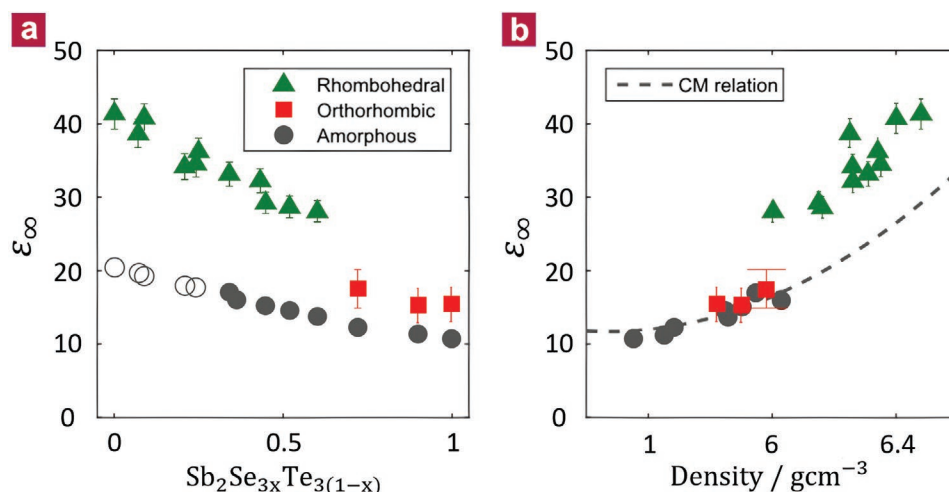 a
50
40
30
20
10
0
ε∞
0
0.5
1
Sb₂Se₃ₓTe₃₍₁₋ₓ₎
Rhombohedral
Orthorhombic
Amorphous
b
50
40
30
20
10
0
ε∞
1
6
6.4
Density / gcm⁻³
CM relation